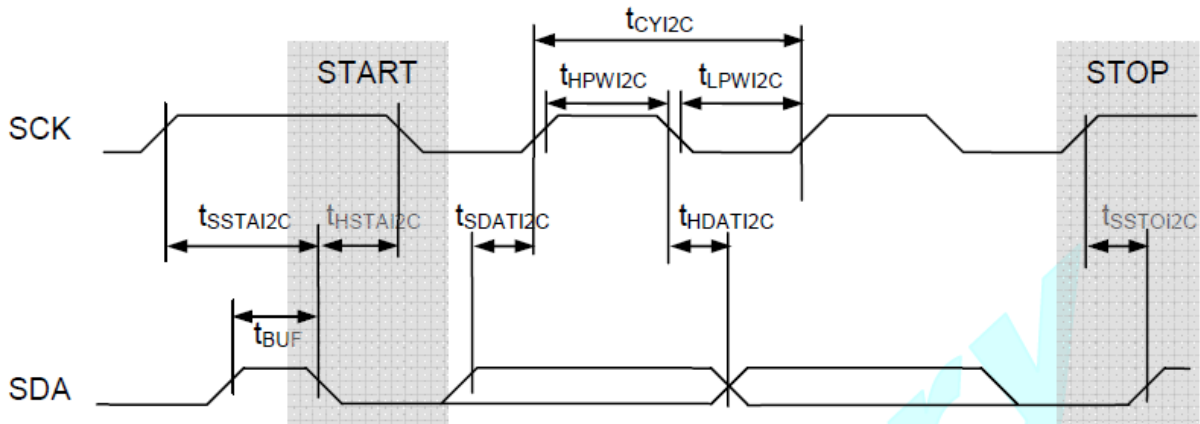 tCYI2C
START
STOP
tHPWI2C tLPWI2C
SCK
tSSTAI2C tHSTAI2C tSDATI2C tHDATI2C tSSTOI2C
tBUF
SDA